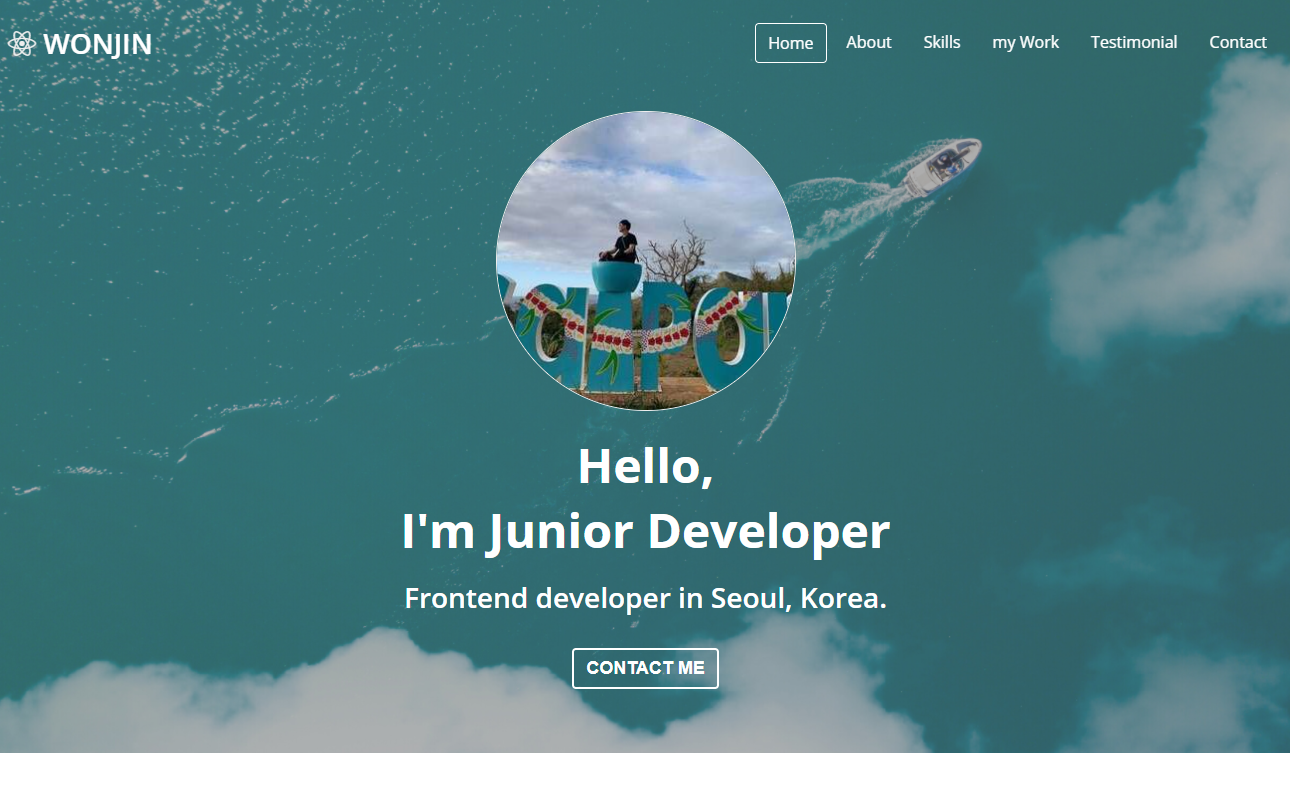 WONJIN
Home About Skills my Work Testimonial Contact
Hello,
I'm Junior Developer
Frontend developer in Seoul, Korea.
CONTACT ME